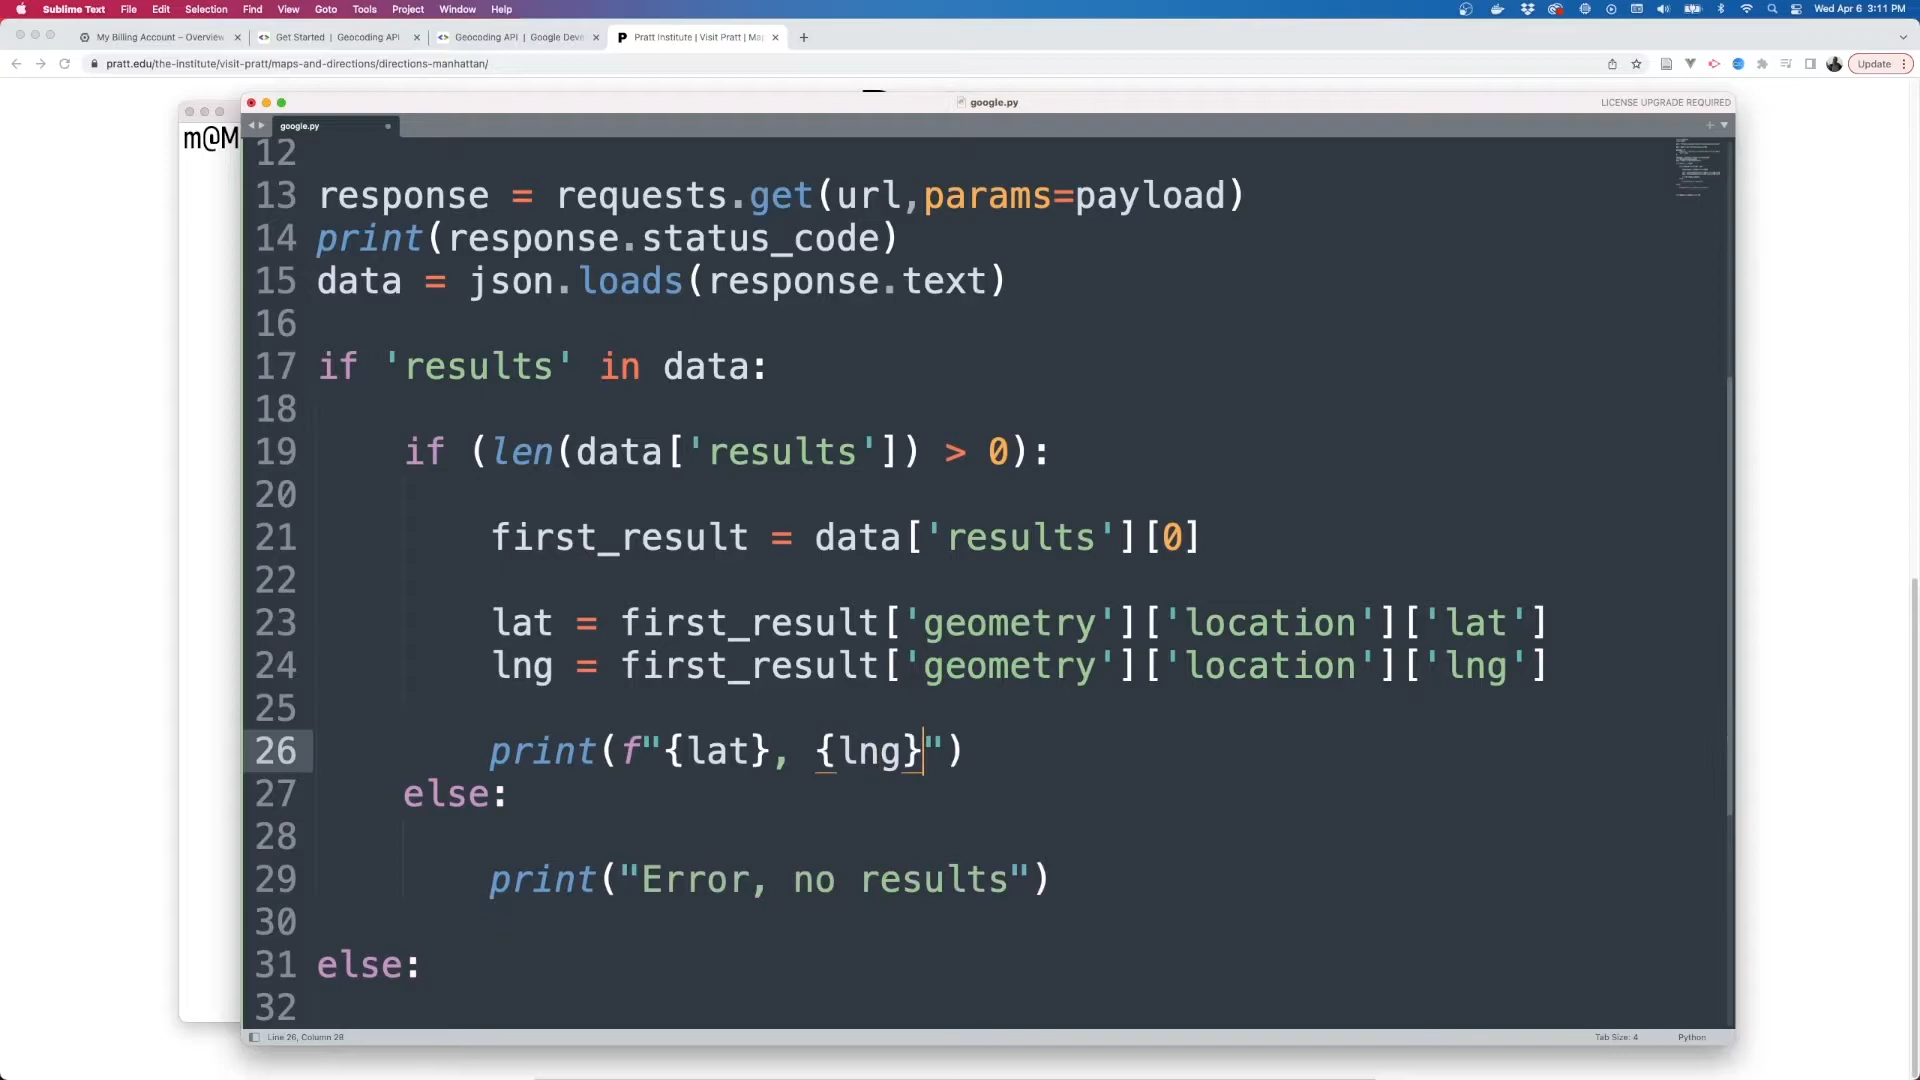 Sublime Text File Edit Selection Find View Goto Tools Project Window Help Wed Apr 6 3:11 PM
My Billing Account – Overview Get Started | Geocoding API Geocoding API | Google Deve Pratt Institute | Visit Pratt | Ma
pratt.edu/the-institute/visit-pratt/maps-and-directions/directions-manhattan/ Update
google.py LICENSE UPGRADE REQUIRED
google.py
m@M
12
13 response = requests.get(url,params=payload)
14 print(response.status_code)
15 data = json.loads(response.text)
16
17 if 'results' in data:
18
19 if (len(data['results']) > 0):
20
21 first_result = data['results'][0]
22
23 lat = first_result['geometry']['location']['lat']
24 lng = first_result['geometry']['location']['lng']
25
26 print(f"{lat}, {lng}")
27 else:
28
29 print("Error, no results")
30
31 else:
32
Line 26, Column 28 Tab Size: 4 Python